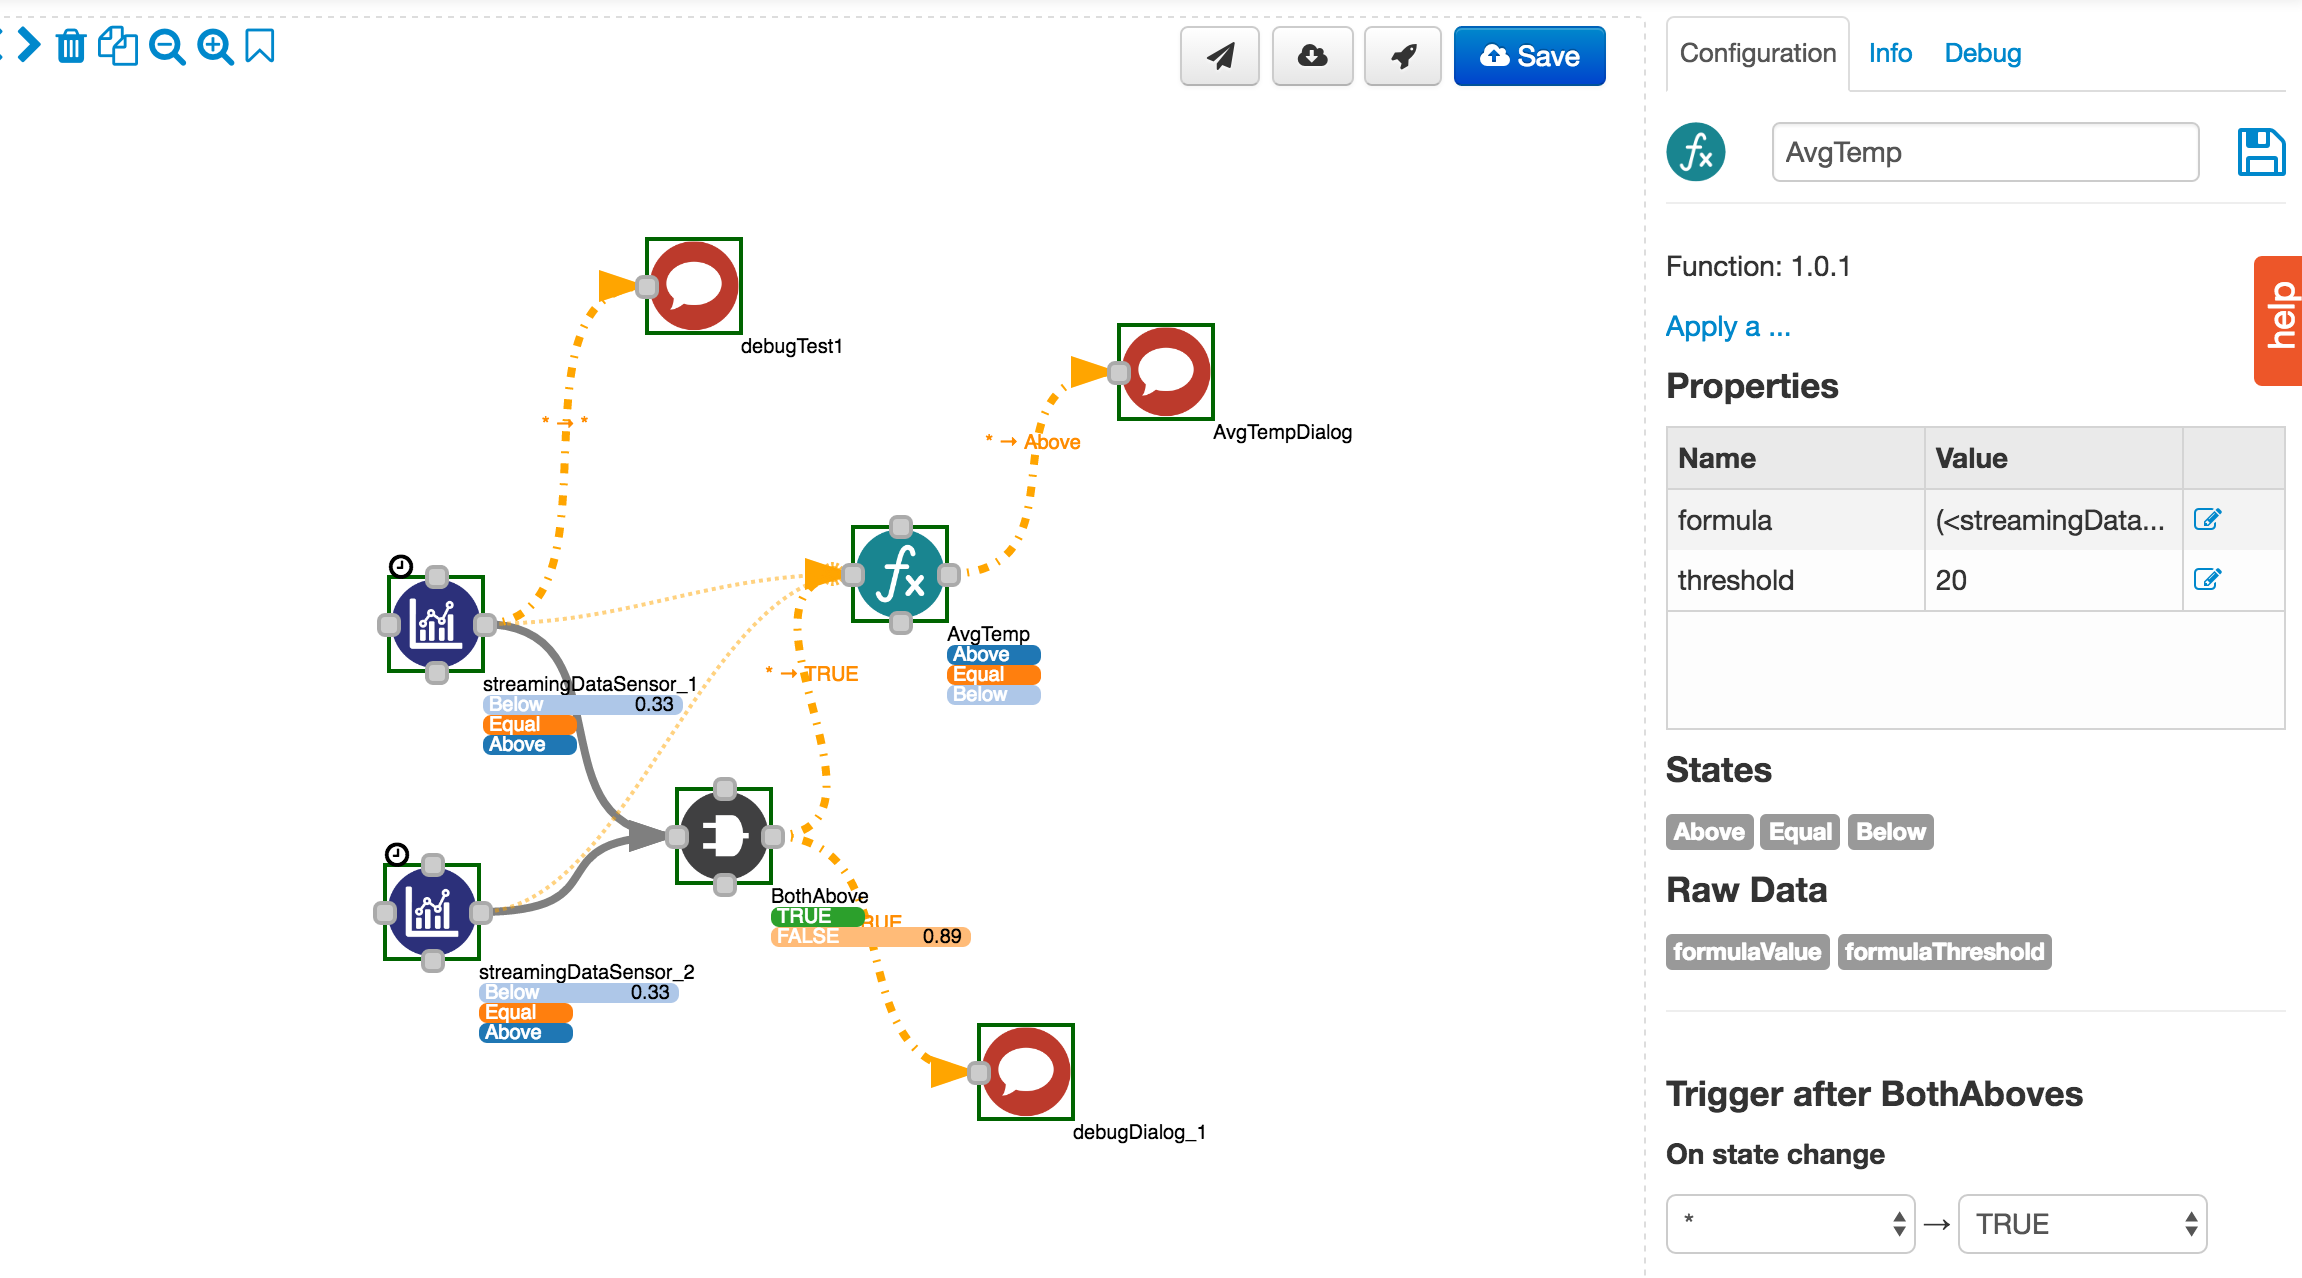 Save
debugTest1
* → *
AvgTempDialog
* → Above
AvgTemp
Above
Equal
Below
* → TRUE
streamingDataSensor_1
Below 0.33
Equal
Above
BothAbove
TRUE
RUE
FALSE 0.89
streamingDataSensor_2
Below 0.33
Equal
Above
debugDialog_1
Configuration Info Debug
fx AvgTemp
Function: 1.0.1
Apply a ...
help
Properties
Name Value
formula (<streamingData...
threshold 20
States
Above Equal Below
Raw Data
formulaValue formulaThreshold
Trigger after BothAboves
On state change
* → TRUE
fx